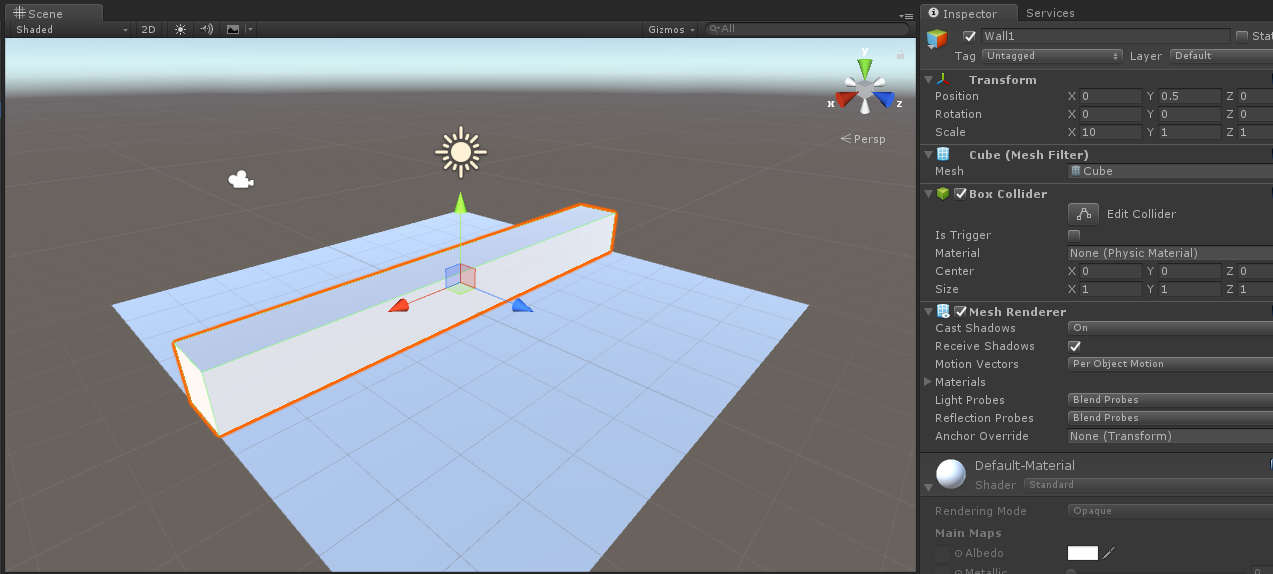 Scene
Shaded 2D Gizmos All
y
x z
Persp
Inspector Services
Wall1
Tag Untagged Layer Default
Transform
Position X 0 Y 0.5 Z 0
Rotation X 0 Y 0 Z 0
Scale X 10 Y 1 Z 1
Cube (Mesh Filter)
Mesh Cube
Box Collider
Edit Collider
Is Trigger
Material None (Physic Material)
Center X 0 Y 0 Z 0
Size X 1 Y 1 Z 1
Mesh Renderer
Cast Shadows On
Receive Shadows
Motion Vectors Per Object Motion
Materials
Light Probes Blend Probes
Reflection Probes Blend Probes
Anchor Override None (Transform)
Default-Material
Shader Standard
Rendering Mode Opaque
Main Maps
Albedo
Metallic